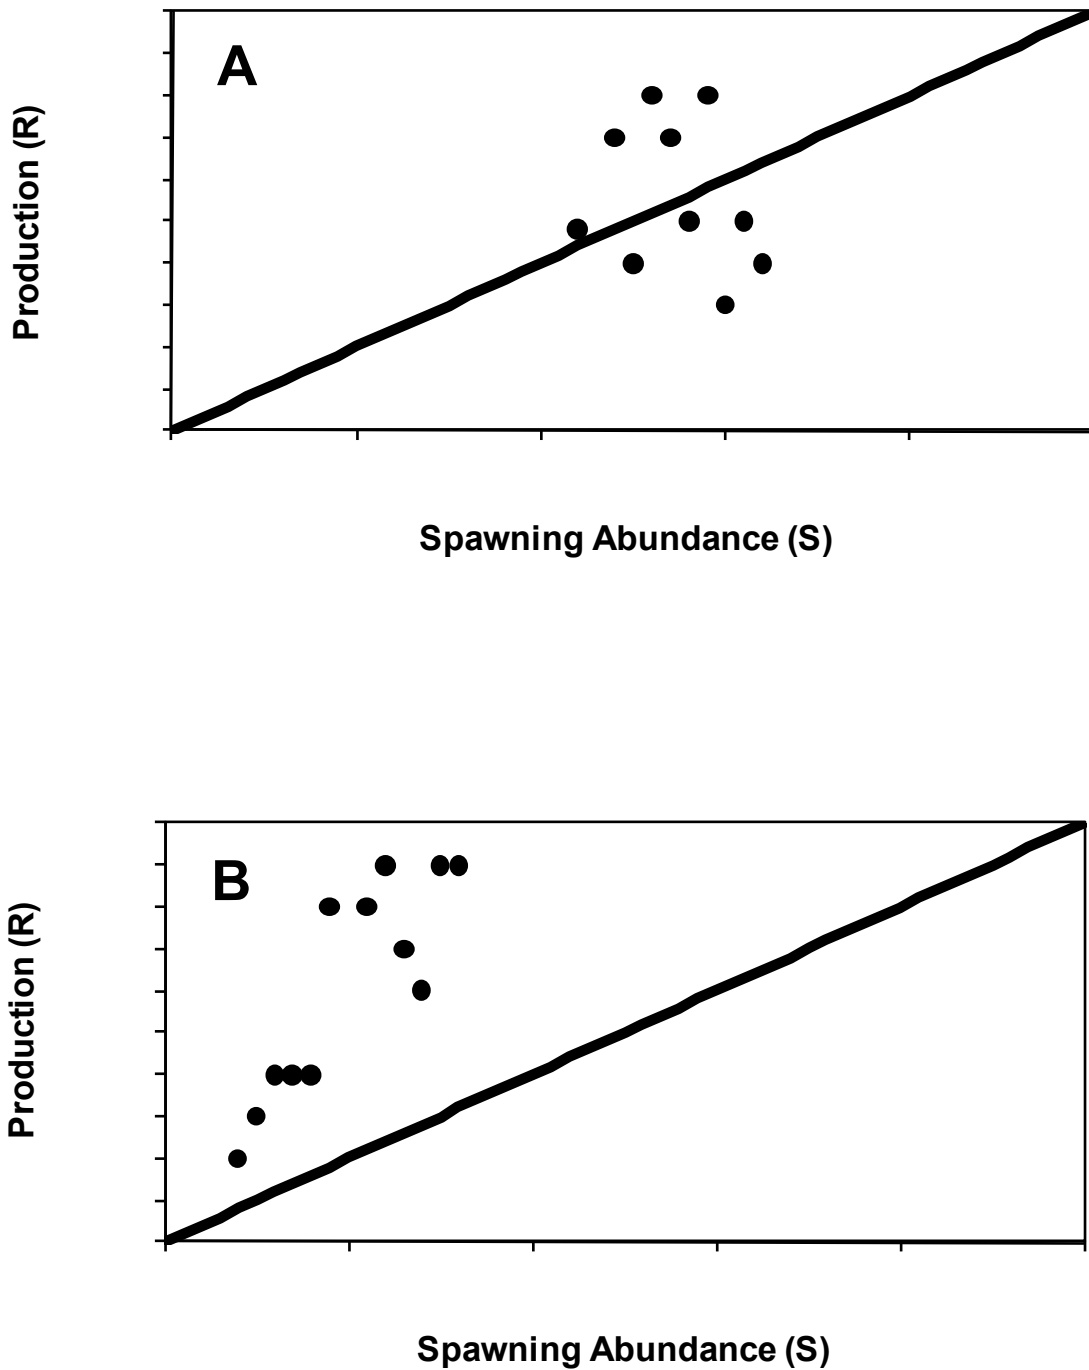 A
Production (R)
Spawning Abundance (S)
B
Production (R)
Spawning Abundance (S)